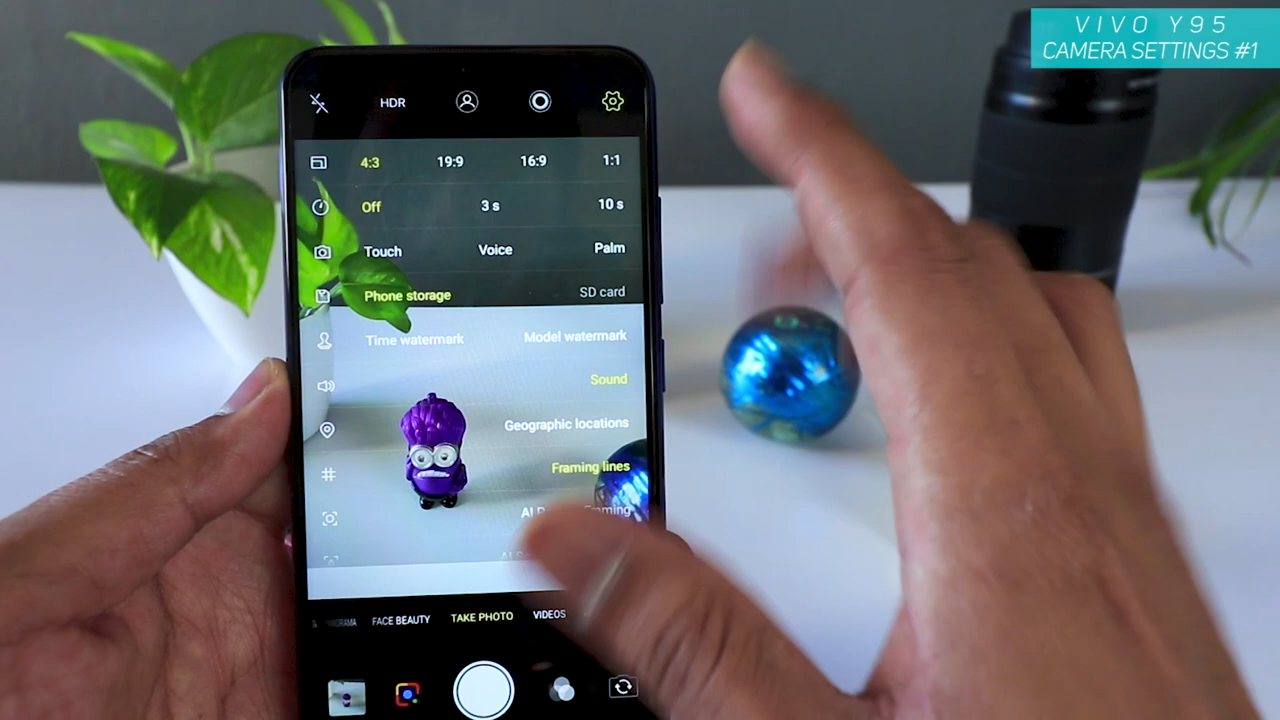 VIVO Y95
CAMERA SETTINGS #1
HDR
4:3 19:9 16:9 1:1
Off 3 s 10 s
Touch Voice Palm
Phone storage SD card
Time watermark Model watermark
Sound
Geographic locations
Framing lines
AI Framing
FACE BEAUTY TAKE PHOTO VIDEOS